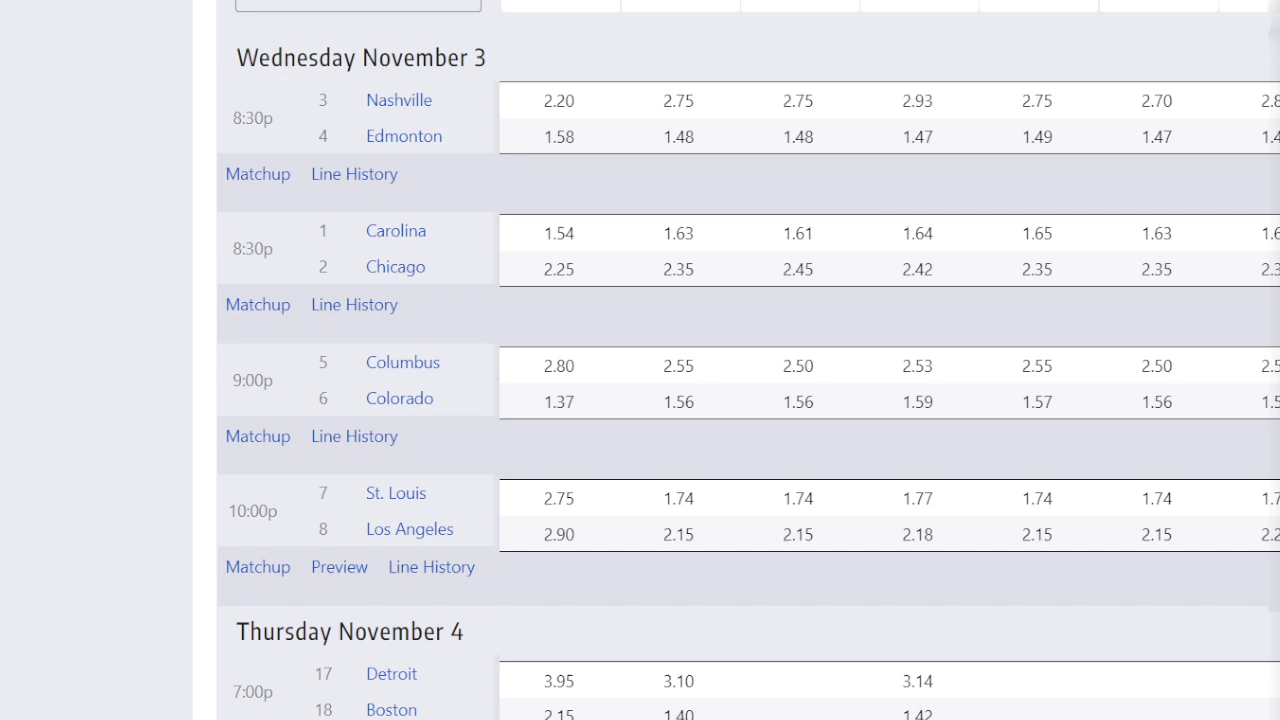 Wednesday November 3
3 Nashville 2.20 2.75 2.75 2.93 2.75 2.70
8:30p
4 Edmonton 1.58 1.48 1.48 1.47 1.49 1.47
Matchup Line History
1 Carolina 1.54 1.63 1.61 1.64 1.65 1.63
8:30p
2 Chicago 2.25 2.35 2.45 2.42 2.35 2.35
Matchup Line History
5 Columbus 2.80 2.55 2.50 2.53 2.55 2.50
9:00p
6 Colorado 1.37 1.56 1.56 1.59 1.57 1.56
Matchup Line History
7 St. Louis 2.75 1.74 1.74 1.77 1.74 1.74
10:00p
8 Los Angeles 2.90 2.15 2.15 2.18 2.15 2.15
Matchup Preview Line History
Thursday November 4
17 Detroit 3.95 3.10 3.14
7:00p
18 Boston 2.15 1.40 1.42